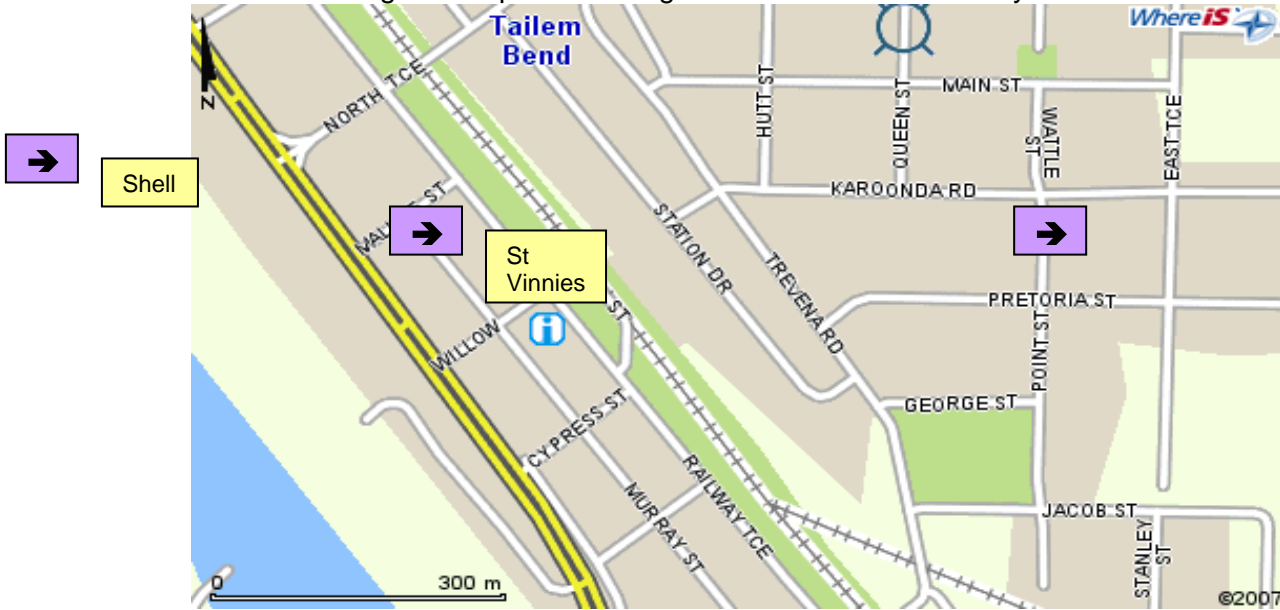 Tailem
Bend
Whereis
NORTH TCE
N
HUTT ST
QUEEN ST
MAIN ST
WATTLE
ST
EAST TCE
KAROONDA RD
Shell
St
Vinnies
ST
STATION DR
TREVENA RD
PRETORIA ST
POINT ST
WILLOW
GEORGE ST
CYPRESS ST
RAILWAY TCE
MURRAY ST
JACOB ST
STANLEY
ST
0 300 m
©2007